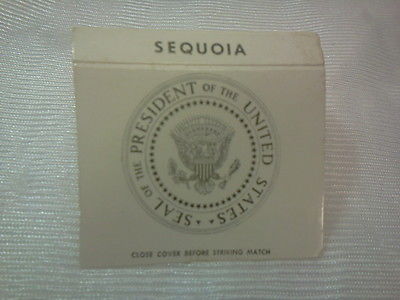 SEQUOIA
SEAL OF THE PRESIDENT OF THE UNITED STATES
CLOSE COVER BEFORE STRIKING MATCH